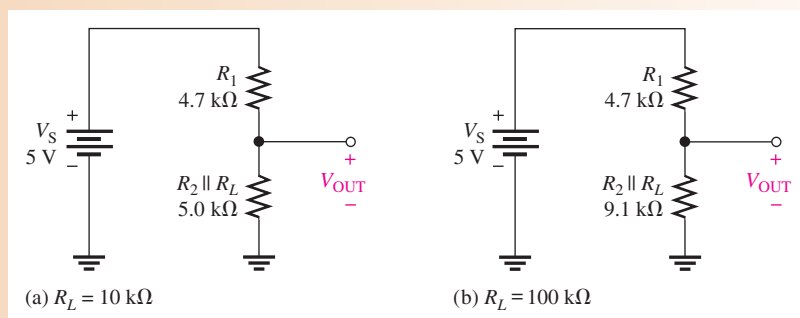 R1
4.7 kΩ
+
VS
5 V
−
R2 || RL
5.0 kΩ
+
VOUT
−
(a) RL = 10 kΩ
R1
4.7 kΩ
+
VS
5 V
−
R2 || RL
9.1 kΩ
+
VOUT
−
(b) RL = 100 kΩ